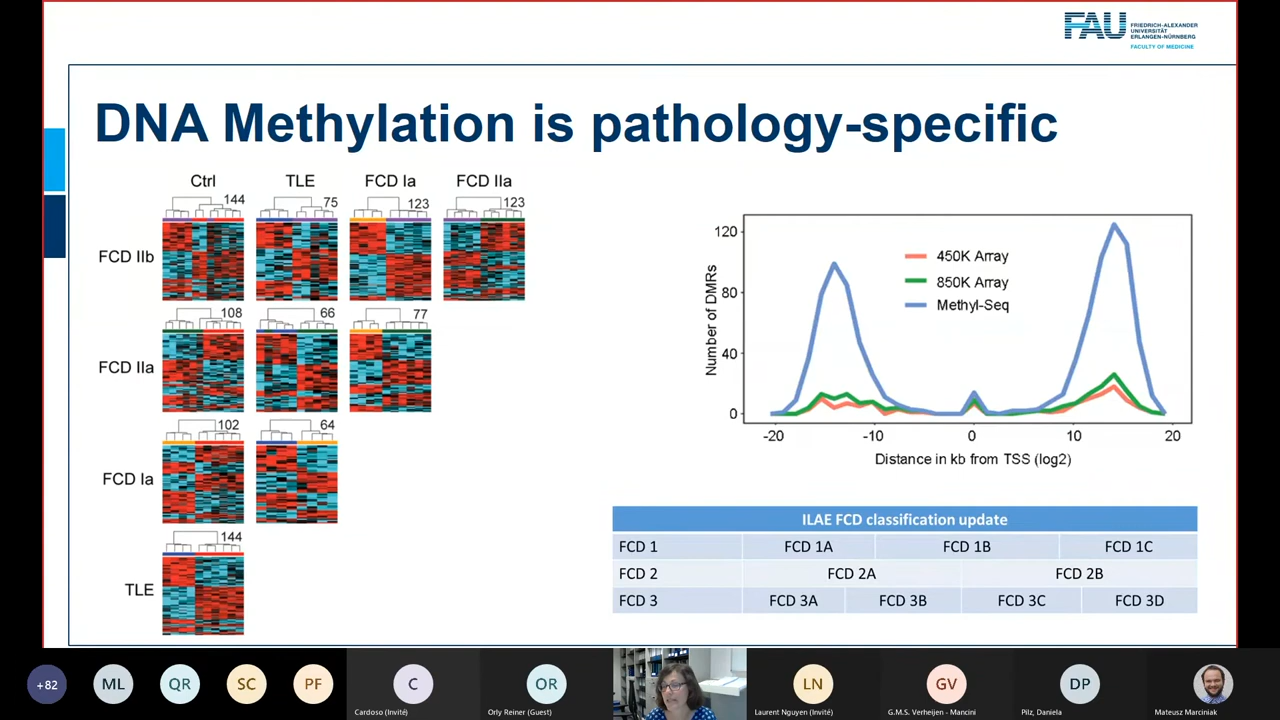 FAU
FRIEDRICH-ALEXANDER
UNIVERSITÄT
ERLANGEN-NÜRNBERG
FACULTY OF MEDICINE
DNA Methylation is pathology-specific
Ctrl TLE FCD Ia FCD IIa
144 75 123 123
FCD IIb
108 66 77
FCD IIa
102 64
FCD Ia
144
TLE
120
80
40
0
Number of DMRs
450K Array
850K Array
Methyl-Seq
-20 -10 0 10 20
Distance in kb from TSS (log2)
ILAE FCD classification update
FCD 1 FCD 1A FCD 1B FCD 1C
FCD 2 FCD 2A FCD 2B
FCD 3 FCD 3A FCD 3B FCD 3C FCD 3D
+82 ML QR SC PF C OR LN GV DP
Cardoso (Invité) Orly Reiner (Guest) Laurent Nguyen (Invité) G.M.S. Verheijen - Mancini Pilz, Daniela Mateusz Marciniak